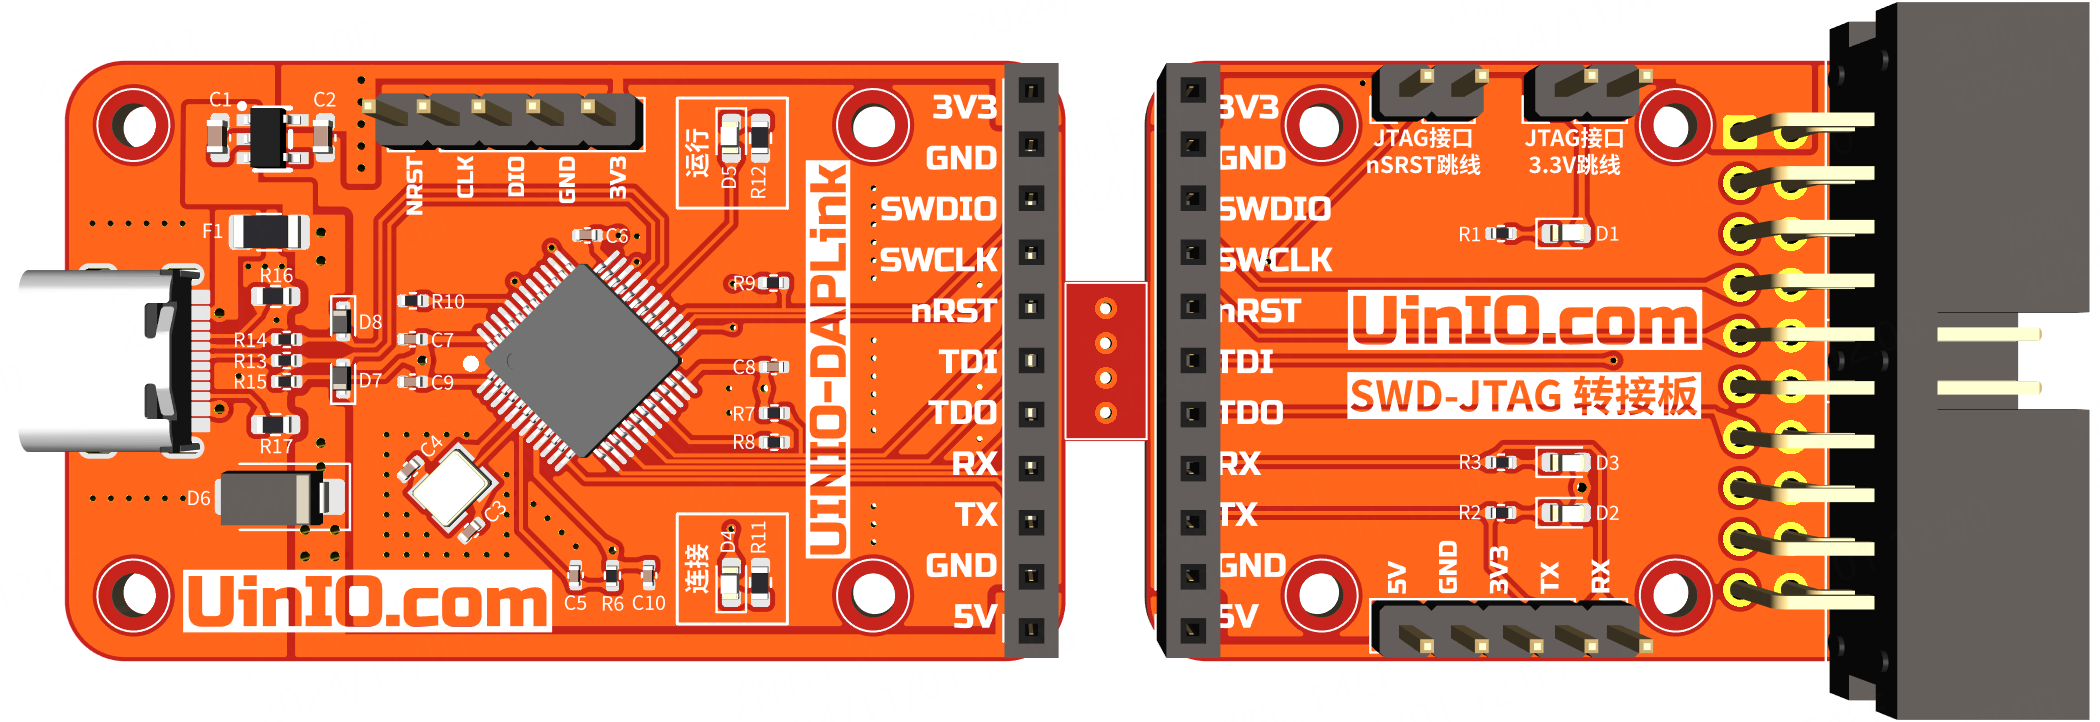 C1
C2
NRST
CLK
DIO
GND
3V3
运行
D5
R12
F1
C6
UINIO-DAPLink
R16
R10
R9
D8
R14
C7
R13
R15
D7
C9
C8
R17
R7
R8
C4
C3
D6
连接
D4
R11
C5
R6
C10
UinIO.com
3V3
GND
SWDIO
SWCLK
nRST
TDI
TDO
RX
TX
GND
5V
3V3
GND
SWDIO
SWCLK
nRST
TDI
TDO
RX
TX
GND
5V
JTAG接口
nSRST跳线
JTAG接口
3.3V跳线
R1
D1
UinIO.com
SWD-JTAG 转接板
R3
D3
R2
D2
5V
GND
3V3
TX
RX